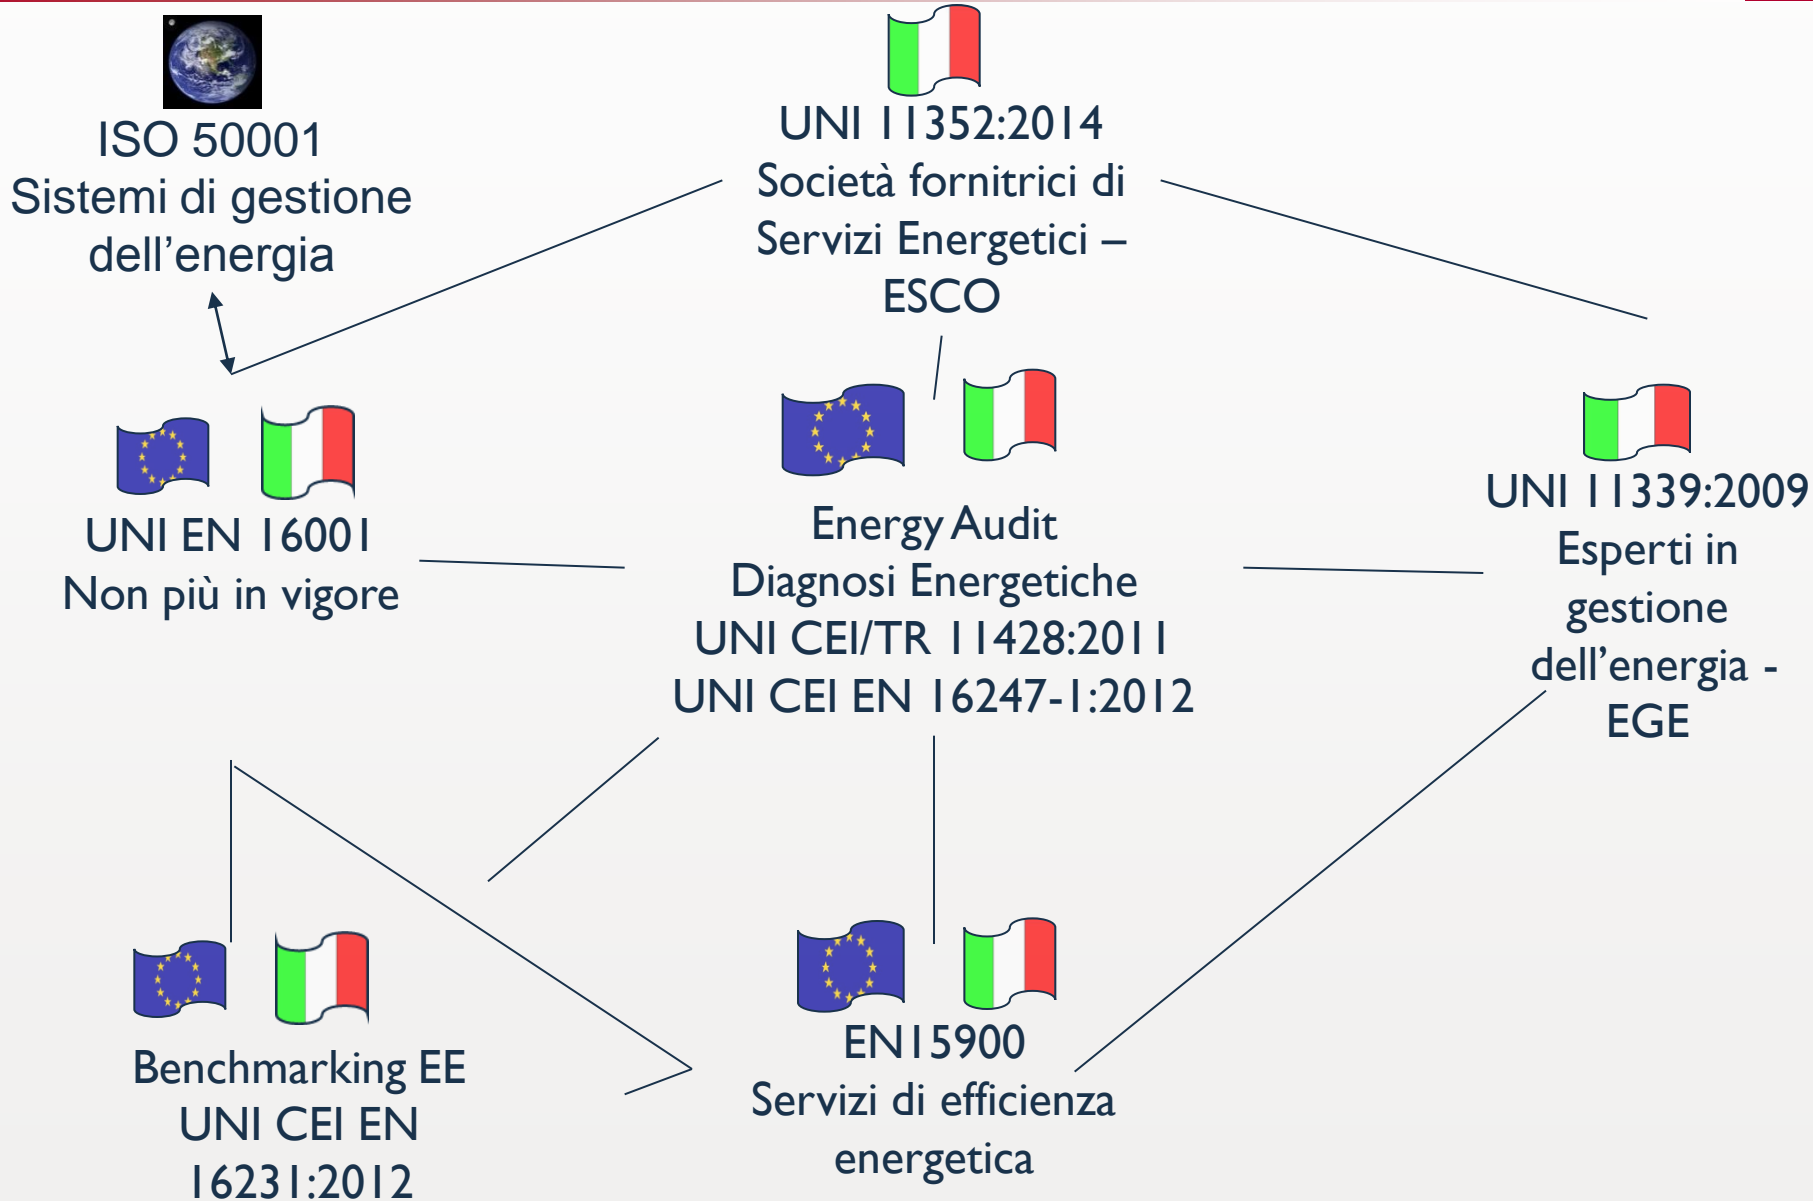 ISO 50001
Sistemi di gestione
dell’energia
UNI 11352:2014
Società fornitrici di
Servizi Energetici –
ESCO
UNI EN 16001
Non più in vigore
Energy Audit
Diagnosi Energetiche
UNI CEI/TR 11428:2011
UNI CEI EN 16247-1:2012
UNI 11339:2009
Esperti in
gestione
dell’energia -
EGE
Benchmarking EE
UNI CEI EN
16231:2012
EN15900
Servizi di efficienza
energetica